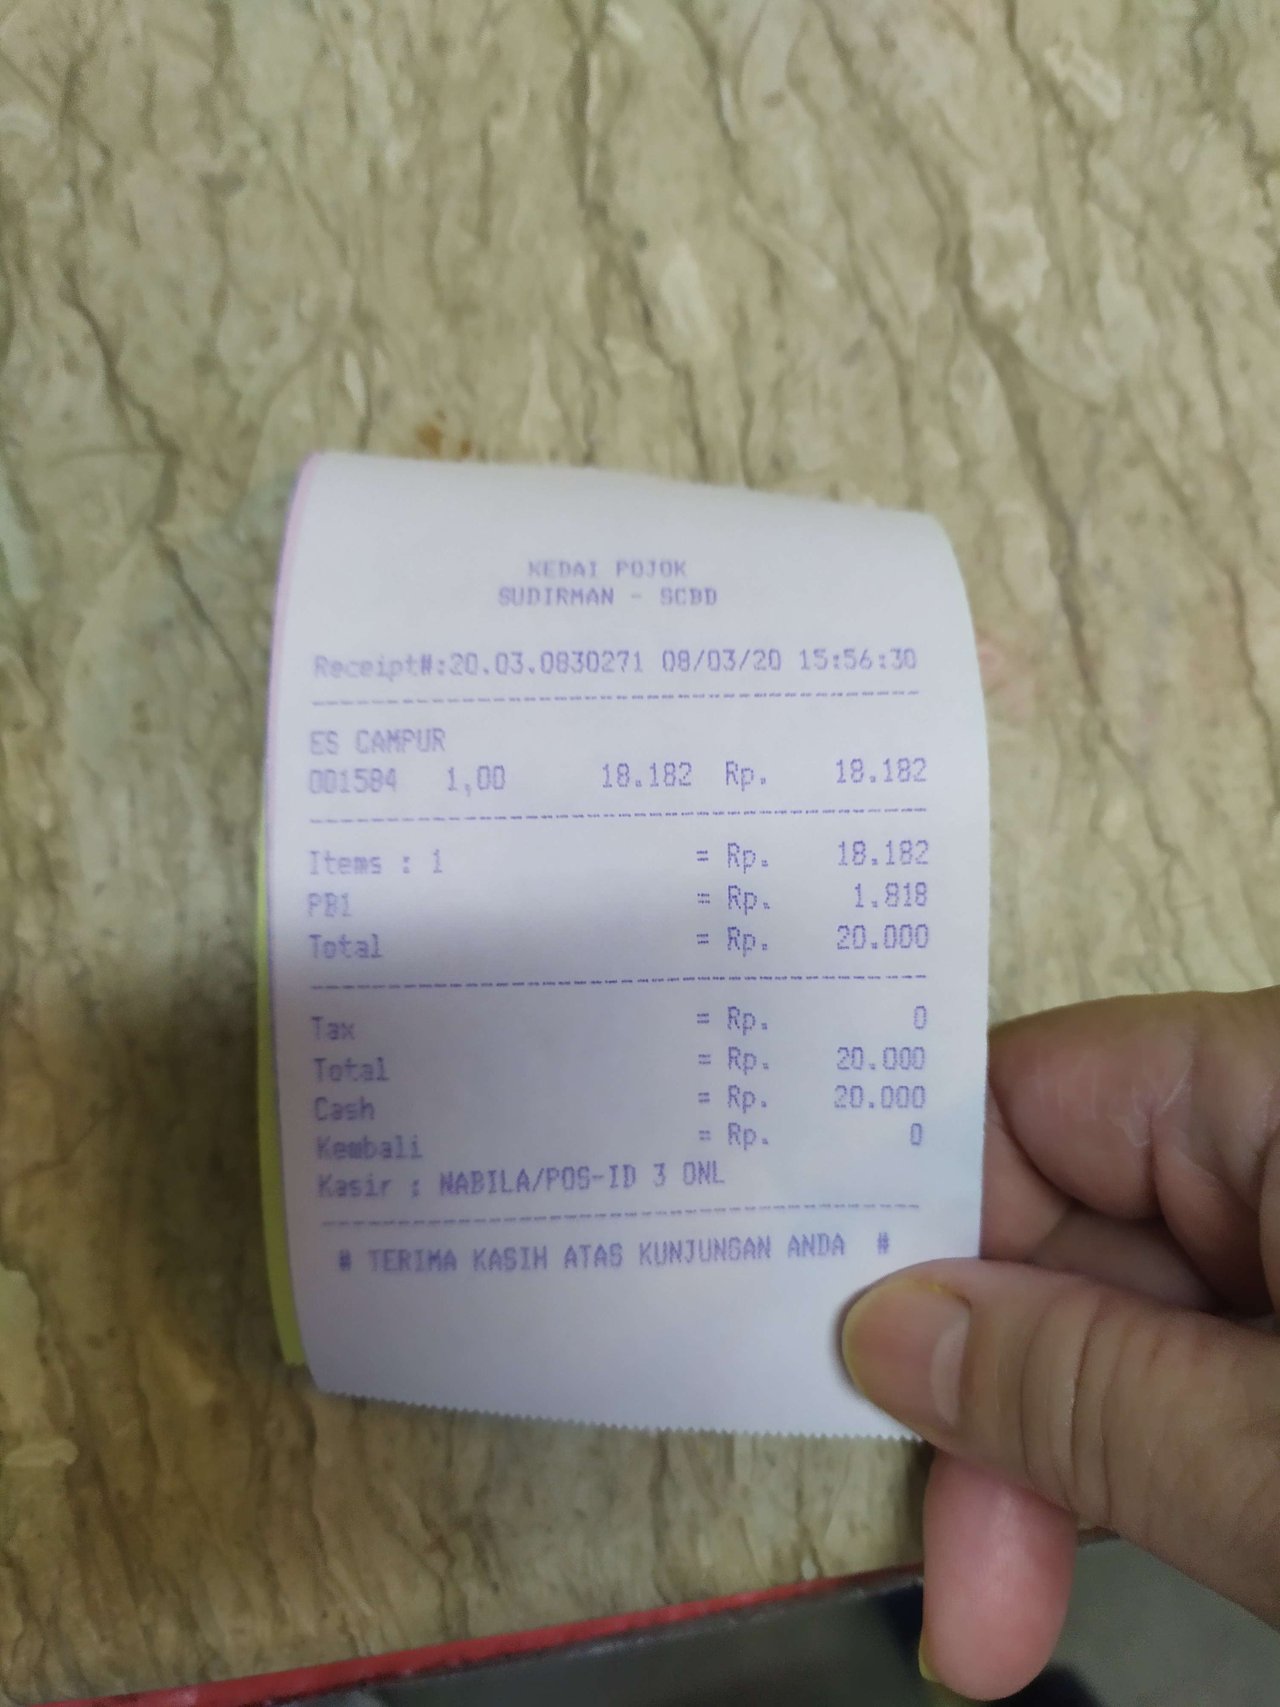 KEDAI POJOK
SUDIRMAN - SCBD
Receipt#:20.03.0830271 08/03/20 15:56:30
ES CAMPUR
001584 1,00 18.182 Rp. 18.182
Items : 1 = Rp. 18.182
PB1 = Rp. 1.818
Total = Rp. 20.000
Tax = Rp. 0
Total = Rp. 20.000
Cash = Rp. 20.000
Kembali = Rp. 0
Kasir : NABILA/POS-ID 3 ONL
# TERIMA KASIH ATAS KUNJUNGAN ANDA #